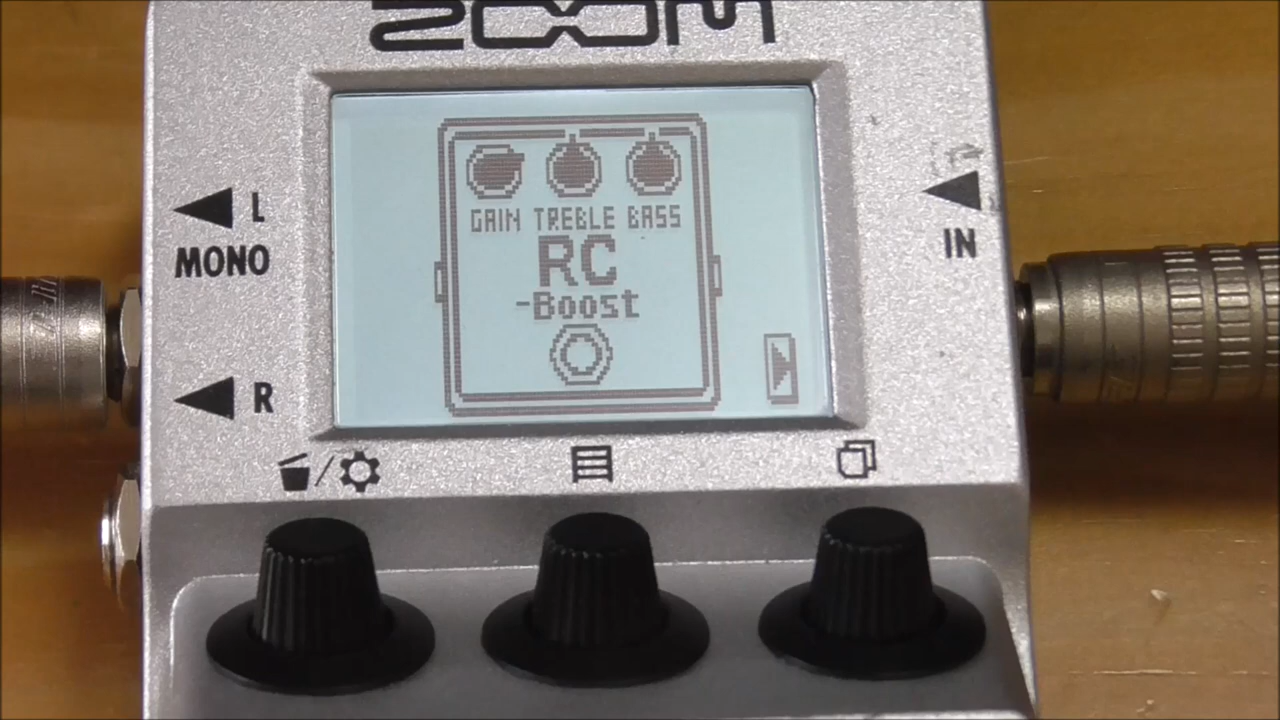 ZOOM
L
MONO
IN
GAIN TREBLE BASS
RC
-Boost
R